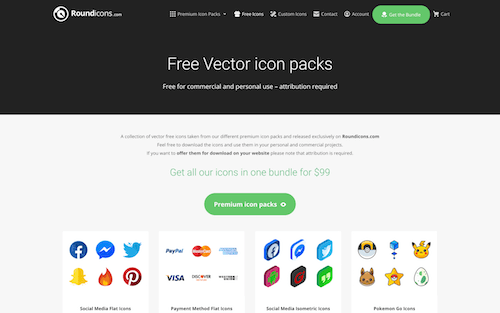 Roundicons.com
Premium Icon Packs
Free Icons
Custom Icons
Contact
Account
Get the Bundle
Cart
Free Vector icon packs
Free for commercial and personal use – attribution required
A collection of vector free icons taken from our different premium icon packs and released exclusively on Roundicons.com
Feel free to download the icons and use them in your personal and commercial projects.
If you want to offer them for download on your website please note that attribution is required.
Get all our icons in one bundle for $99
Premium icon packs
PayPal
MasterCard
VISA
DISCOVER
Social Media Flat Icons
Payment Method Flat Icons
Social Media Isometric Icons
Pokemon Go Icons